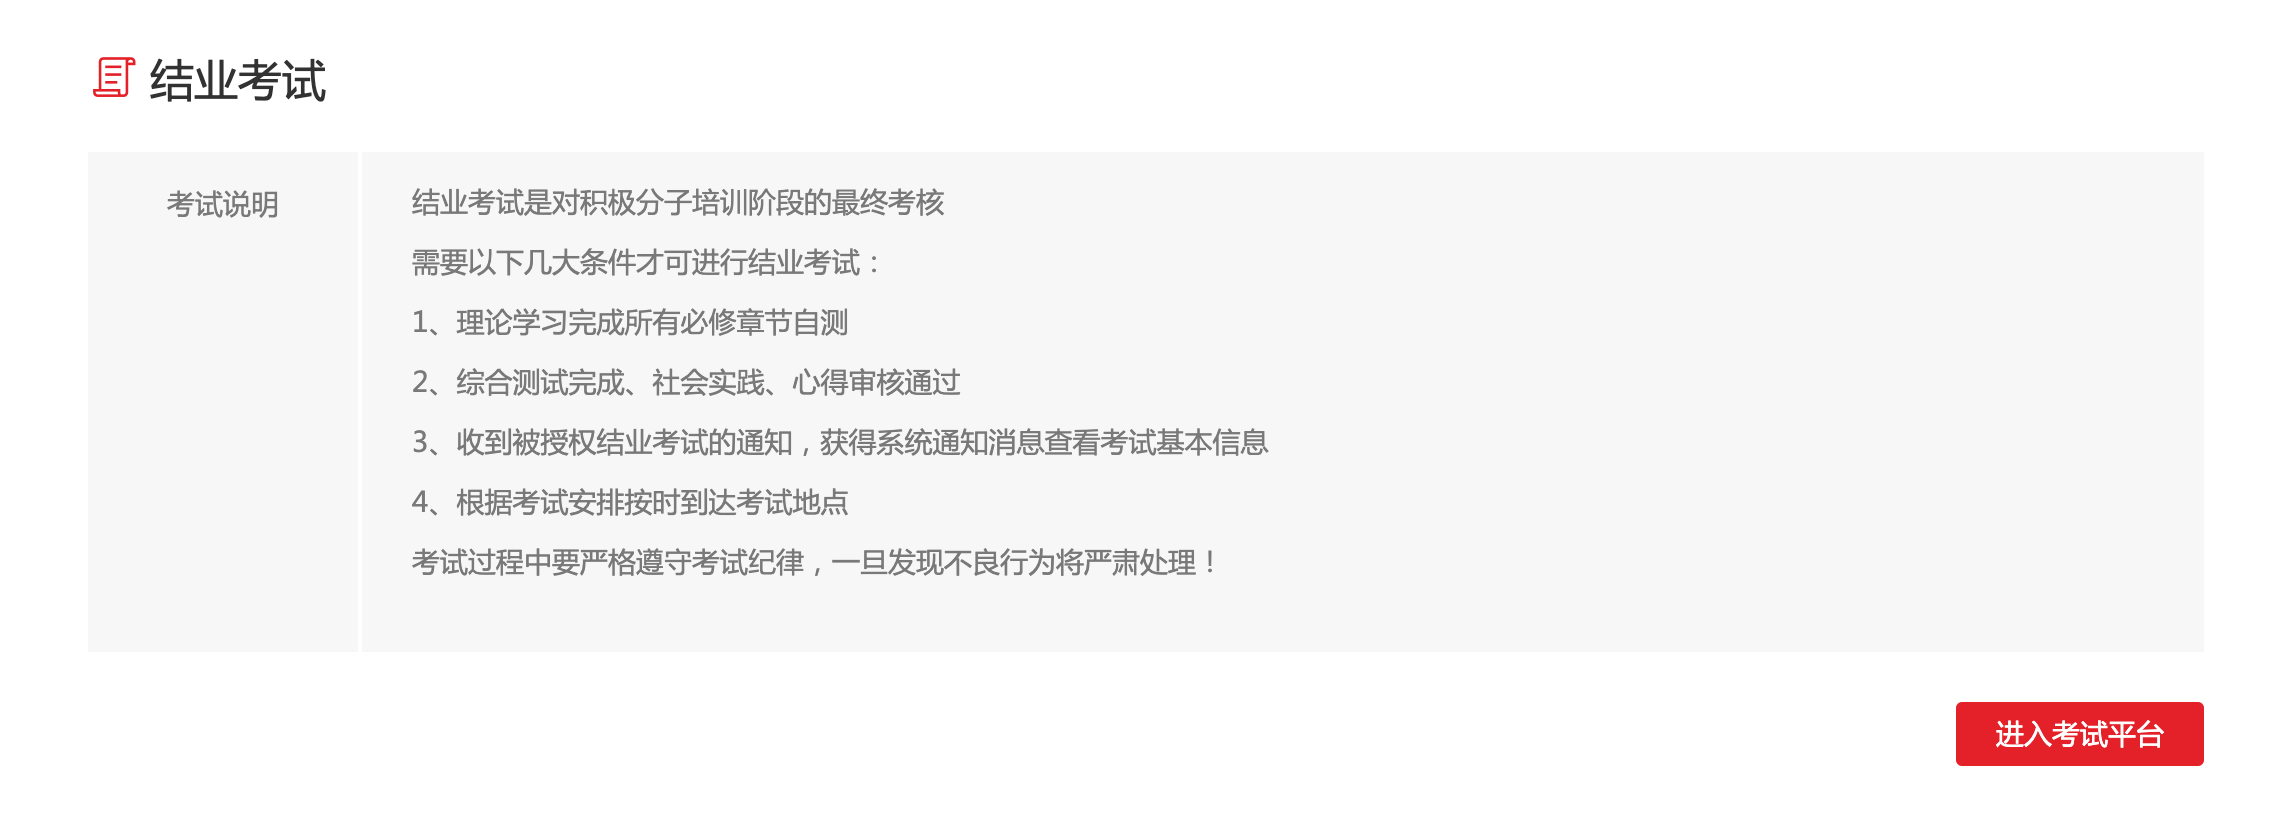 结业考试
考试说明
结业考试是对积极分子培训阶段的最终考核
需要以下几大条件才可进行结业考试：
1、理论学习完成所有必修章节自测
2、综合测试完成、社会实践、心得审核通过
3、收到被授权结业考试的通知，获得系统通知消息查看考试基本信息
4、根据考试安排按时到达考试地点
考试过程中要严格遵守考试纪律，一旦发现不良行为将严肃处理！
进入考试平台